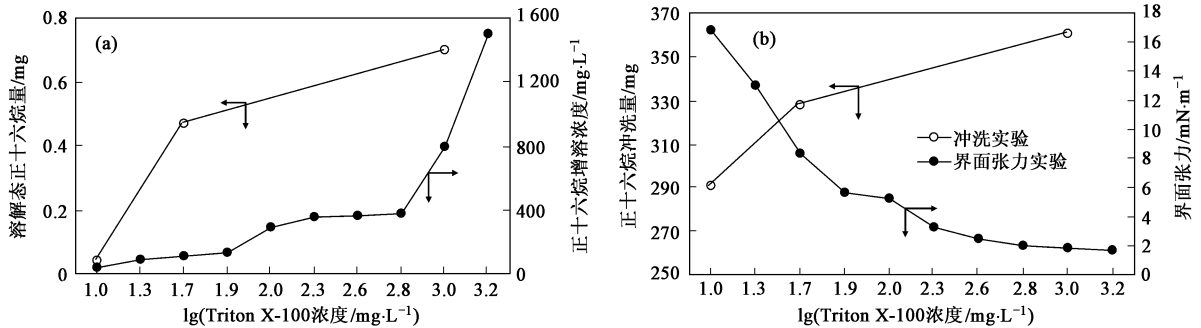 (a)
溶解态正十六烷量/mg
0.8
0.6
0.4
0.2
0
1 600
1200
800
400
0
正十六烷增溶浓度/mg·L⁻¹
1.0 1.3 1.7 1.9 2.0 2.3 2.6 2.8 3.0 3.2
lg(Triton X-100浓度/mg·L⁻¹)
(b)
正十六烷冲洗量/mg
370
350
330
310
290
270
250
18
16
14
12
10
8
6
4
2
0
界面张力/mN·m⁻¹
冲洗实验
界面张力实验
1.0 1.3 1.7 1.9 2.0 2.3 2.6 2.8 3.0 3.2
lg(Triton X-100浓度/mg·L⁻¹)